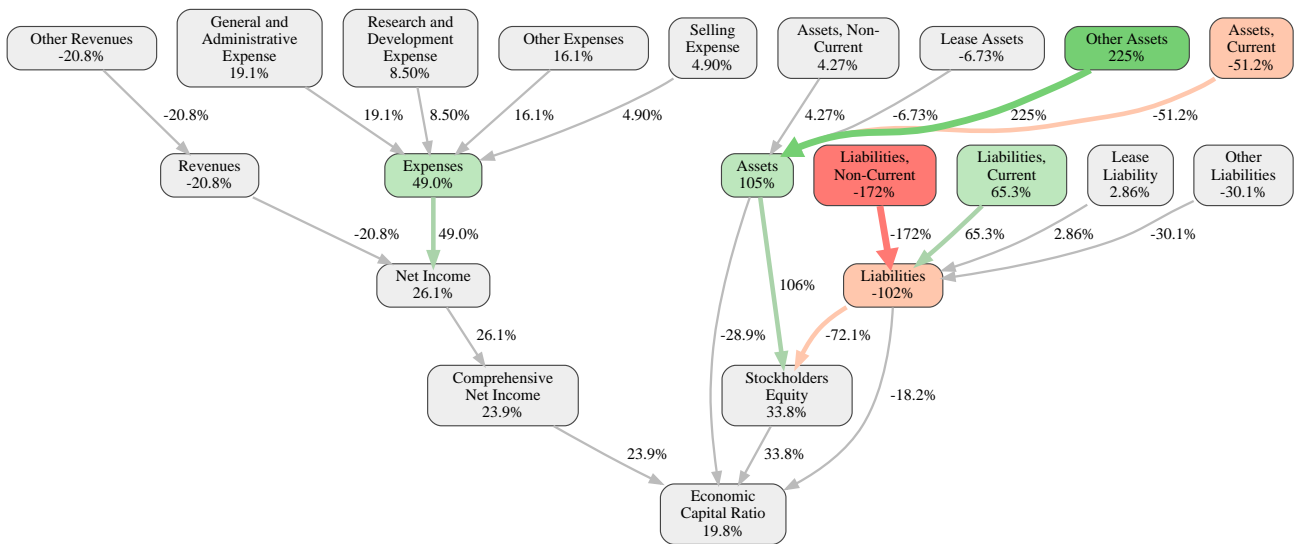 Other Revenues
-20.8%
General and
Administrative
Expense
19.1%
Research and
Development
Expense
8.50%
Other Expenses
16.1%
Selling
Expense
4.90%
Assets, Non-
Current
4.27%
Lease Assets
-6.73%
Other Assets
225%
Assets,
Current
-51.2%
-20.8%
19.1%
8.50%
16.1%
4.90%
4.27%
-6.73%
225%
-51.2%
Revenues
-20.8%
Expenses
49.0%
Assets
105%
Liabilities,
Non-Current
-172%
Liabilities,
Current
65.3%
Lease
Liability
2.86%
Other
Liabilities
-30.1%
-20.8%
49.0%
-172%
65.3%
2.86%
-30.1%
Net Income
26.1%
106%
Liabilities
-102%
26.1%
-28.9%
-72.1%
Comprehensive
Net Income
23.9%
Stockholders
Equity
33.8%
-18.2%
23.9%
33.8%
Economic
Capital Ratio
19.8%